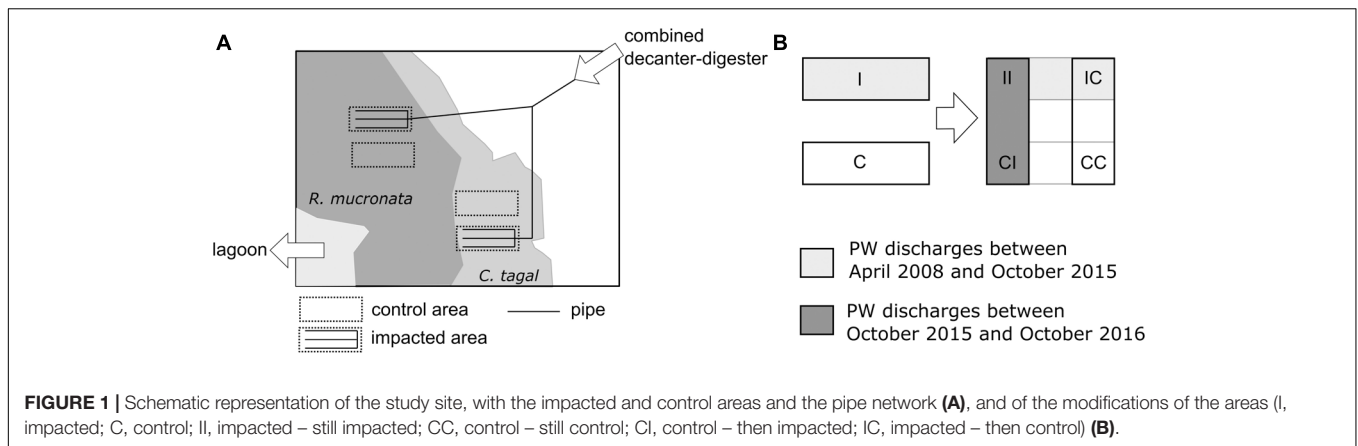 A
combined
decanter-digester
R. mucronata
lagoon
C. tagal
control area
pipe
impacted area
B
I
C
II
IC
CI
CC
PW discharges between
April 2008 and October 2015
PW discharges between
October 2015 and October 2016
FIGURE 1 | Schematic representation of the study site, with the impacted and control areas and the pipe network (A), and of the modifications of the areas (I,
impacted; C, control; II, impacted – still impacted; CC, control – still control; CI, control – then impacted; IC, impacted – then control) (B).